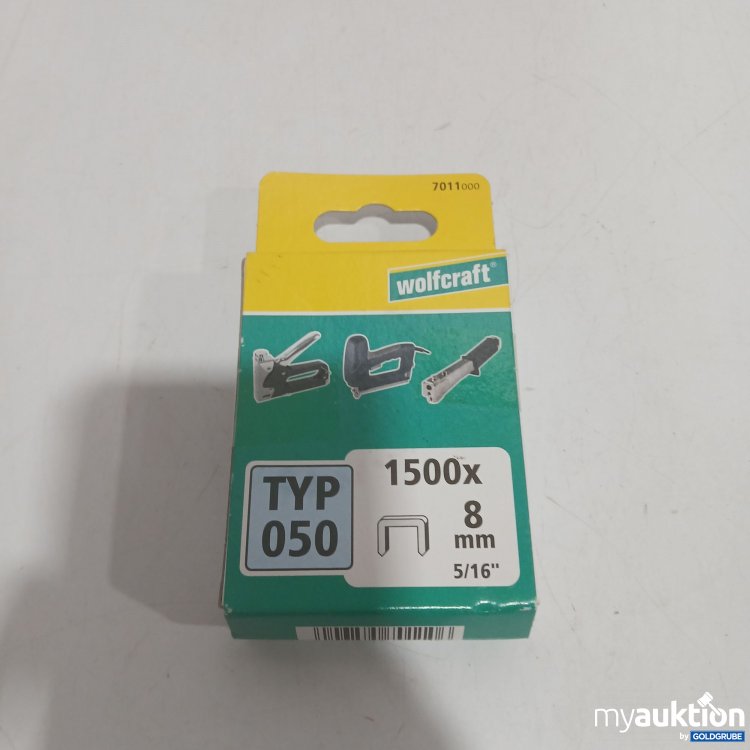 7011000
wolfcraft®
TYP
050
1500x
8
mm
5/16"
myauktion
by GOLDGRUBE